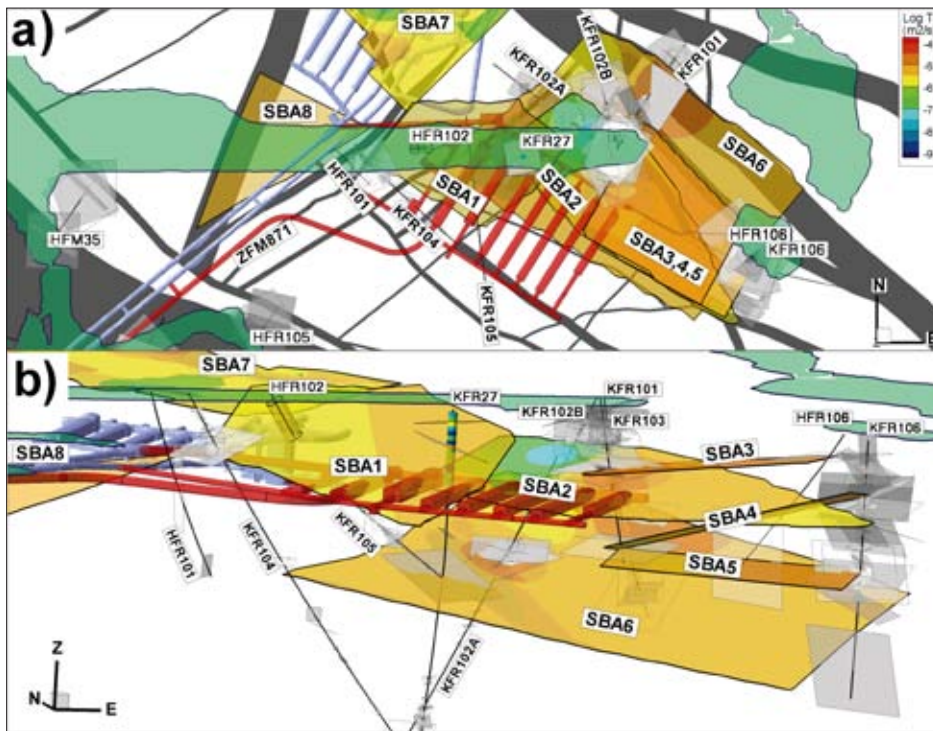 a)
SBA7
KFR102B
KFR101
Log T
(m2/s)
-4
-5
-6
-7
-8
-9
KFR102A
SBA8
HFR102
KFR27
SBA6
HFR101
SBA1
SBA2
KFR104
HFM35
ZFM871
HFR106
KFR106
SBA3,4,5
KFR105
HFR105
N
E
b)
SBA7
HFR102
KFR27
KFR101
KFR102B
KFR103
HFR106
KFR106
SBA8
SBA1
SBA3
SBA2
SBA4
KFR105
HFR101
KFR104
SBA5
SBA6
KFR102A
Z
N
E